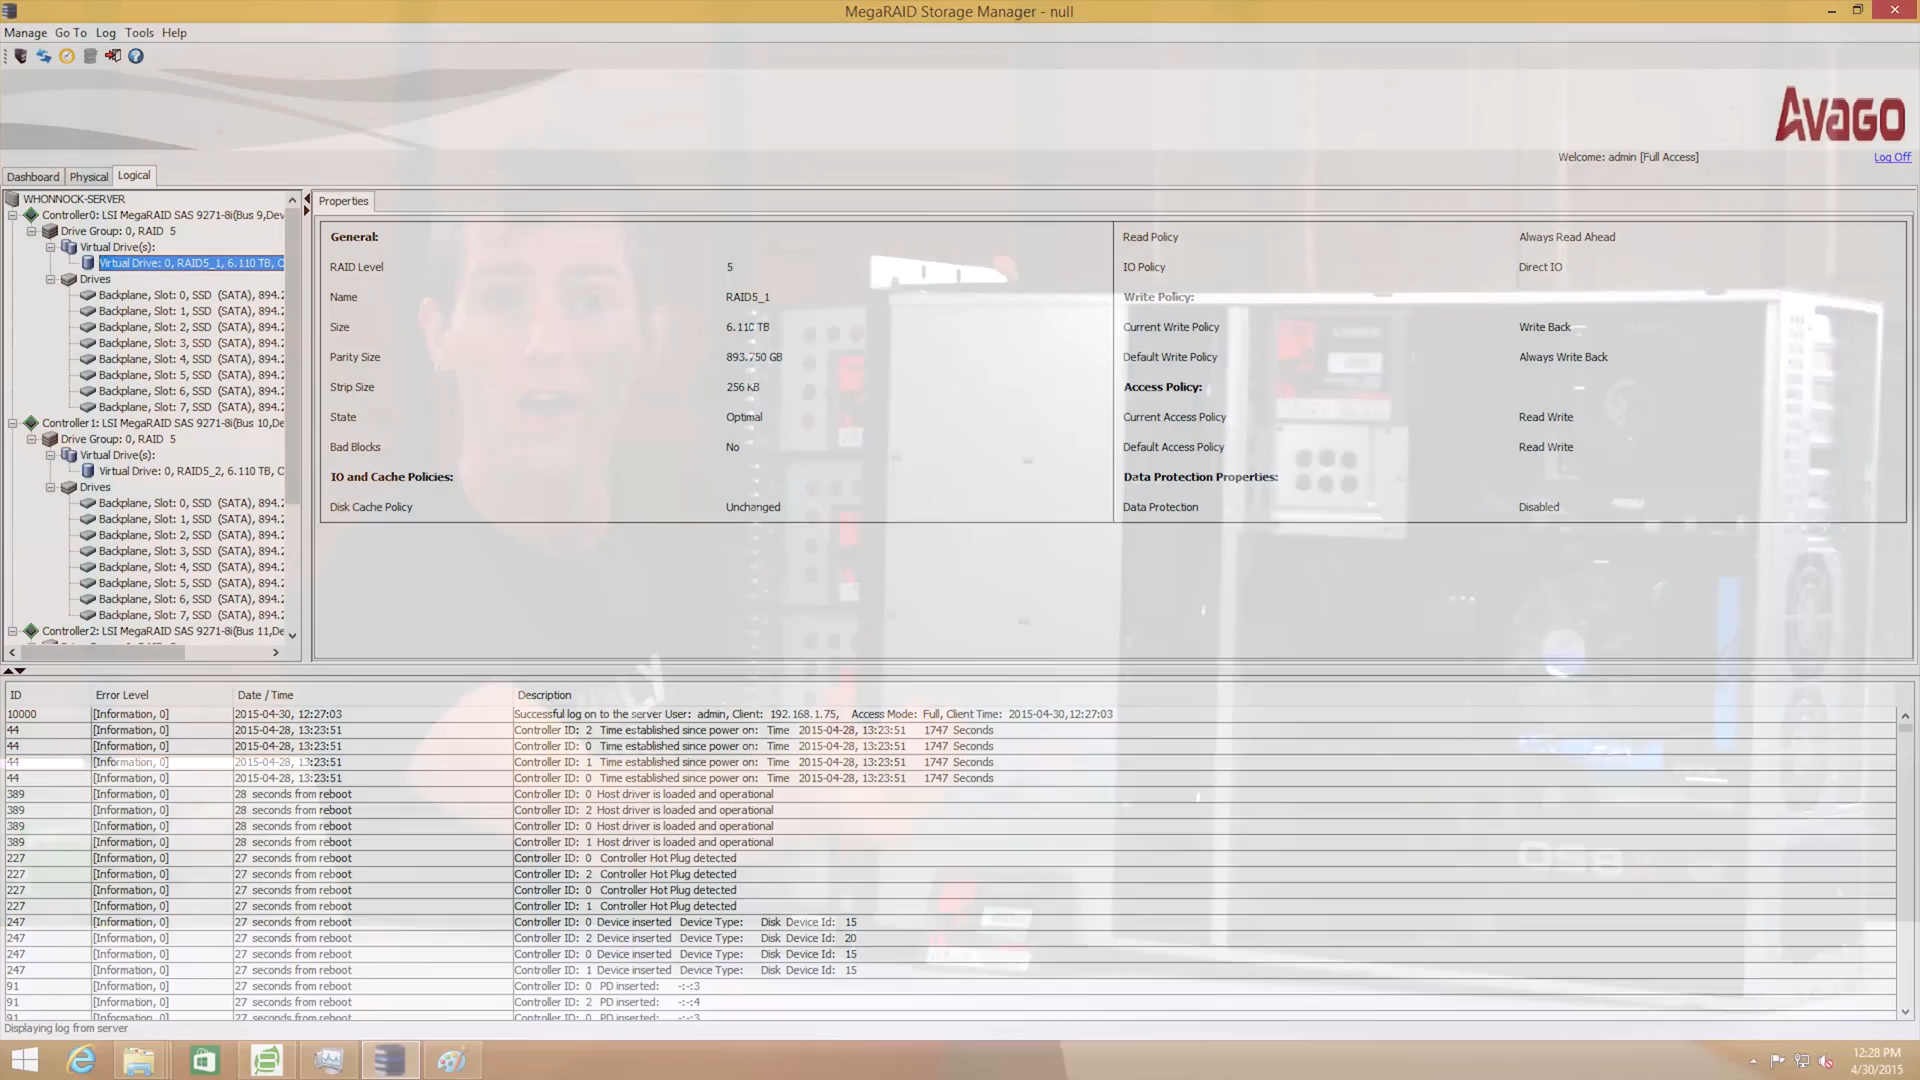 MegaRAID Storage Manager - null
Manage Go To Log Tools Help
AVAGO
Welcome: admin [Full Access]
Log Off
Dashboard Physical Logical
WHONNOCK-SERVER
Controller0: LSI MegaRAID SAS 9271-8i(Bus 9,Dev
Drive Group: 0, RAID 5
Virtual Drive(s):
Virtual Drive: 0, RAID5_1, 6.110 TB, O
Drives
Backplane, Slot: 0, SSD (SATA), 894.2
Backplane, Slot: 1, SSD (SATA), 894.2
Backplane, Slot: 2, SSD (SATA), 894.2
Backplane, Slot: 3, SSD (SATA), 894.2
Backplane, Slot: 4, SSD (SATA), 894.2
Backplane, Slot: 5, SSD (SATA), 894.2
Backplane, Slot: 6, SSD (SATA), 894.2
Backplane, Slot: 7, SSD (SATA), 894.2
Controller1: LSI MegaRAID SAS 9271-8i(Bus 10,De
Drive Group: 0, RAID 5
Virtual Drive(s):
Virtual Drive: 0, RAID5_2, 6.110 TB, O
Drives
Backplane, Slot: 0, SSD (SATA), 894.2
Backplane, Slot: 1, SSD (SATA), 894.2
Backplane, Slot: 2, SSD (SATA), 894.2
Backplane, Slot: 3, SSD (SATA), 894.2
Backplane, Slot: 4, SSD (SATA), 894.2
Backplane, Slot: 5, SSD (SATA), 894.2
Backplane, Slot: 6, SSD (SATA), 894.2
Backplane, Slot: 7, SSD (SATA), 894.2
Controller2: LSI MegaRAID SAS 9271-8i(Bus 11,De
Properties
General:
RAID Level 5
Name RAID5_1
Size 6.110 TB
Parity Size 893.750 GB
Strip Size 256 KB
State Optimal
Bad Blocks No
IO and Cache Policies:
Disk Cache Policy Unchanged
Read Policy Always Read Ahead
IO Policy Direct IO
Write Policy:
Current Write Policy Write Back
Default Write Policy Always Write Back
Access Policy:
Current Access Policy Read Write
Default Access Policy Read Write
Data Protection Properties:
Data Protection Disabled
ID Error Level Date / Time Description
10000 [Information, 0] 2015-04-30, 12:27:03 Successful log on to the server User: admin, Client: 192.168.1.75, Access Mode: Full, Client Time: 2015-04-30,12:27:03
44 [Information, 0] 2015-04-28, 13:23:51 Controller ID: 2 Time established since power on: Time 2015-04-28, 13:23:51 1747 Seconds
44 [Information, 0] 2015-04-28, 13:23:51 Controller ID: 0 Time established since power on: Time 2015-04-28, 13:23:51 1747 Seconds
44 [Information, 0] 2015-04-28, 13:23:51 Controller ID: 1 Time established since power on: Time 2015-04-28, 13:23:51 1747 Seconds
44 [Information, 0] 2015-04-28, 13:23:51 Controller ID: 0 Time established since power on: Time 2015-04-28, 13:23:51 1747 Seconds
389 [Information, 0] 28 seconds from reboot Controller ID: 0 Host driver is loaded and operational
389 [Information, 0] 28 seconds from reboot Controller ID: 2 Host driver is loaded and operational
389 [Information, 0] 28 seconds from reboot Controller ID: 0 Host driver is loaded and operational
389 [Information, 0] 28 seconds from reboot Controller ID: 1 Host driver is loaded and operational
227 [Information, 0] 27 seconds from reboot Controller ID: 0 Controller Hot Plug detected
227 [Information, 0] 27 seconds from reboot Controller ID: 2 Controller Hot Plug detected
227 [Information, 0] 27 seconds from reboot Controller ID: 0 Controller Hot Plug detected
227 [Information, 0] 27 seconds from reboot Controller ID: 1 Controller Hot Plug detected
247 [Information, 0] 27 seconds from reboot Controller ID: 0 Device inserted Device Type: Disk Device Id: 15
247 [Information, 0] 27 seconds from reboot Controller ID: 2 Device inserted Device Type: Disk Device Id: 20
247 [Information, 0] 27 seconds from reboot Controller ID: 0 Device inserted Device Type: Disk Device Id: 15
247 [Information, 0] 27 seconds from reboot Controller ID: 1 Device inserted Device Type: Disk Device Id: 15
91 [Information, 0] 27 seconds from reboot Controller ID: 0 PD inserted: -:-:3
91 [Information, 0] 27 seconds from reboot Controller ID: 2 PD inserted: -:-:4
91 [Information, 0] 27 seconds from reboot Controller ID: 0 PD inserted: -:-:3
Displaying log from server
12:28 PM
4/30/2015